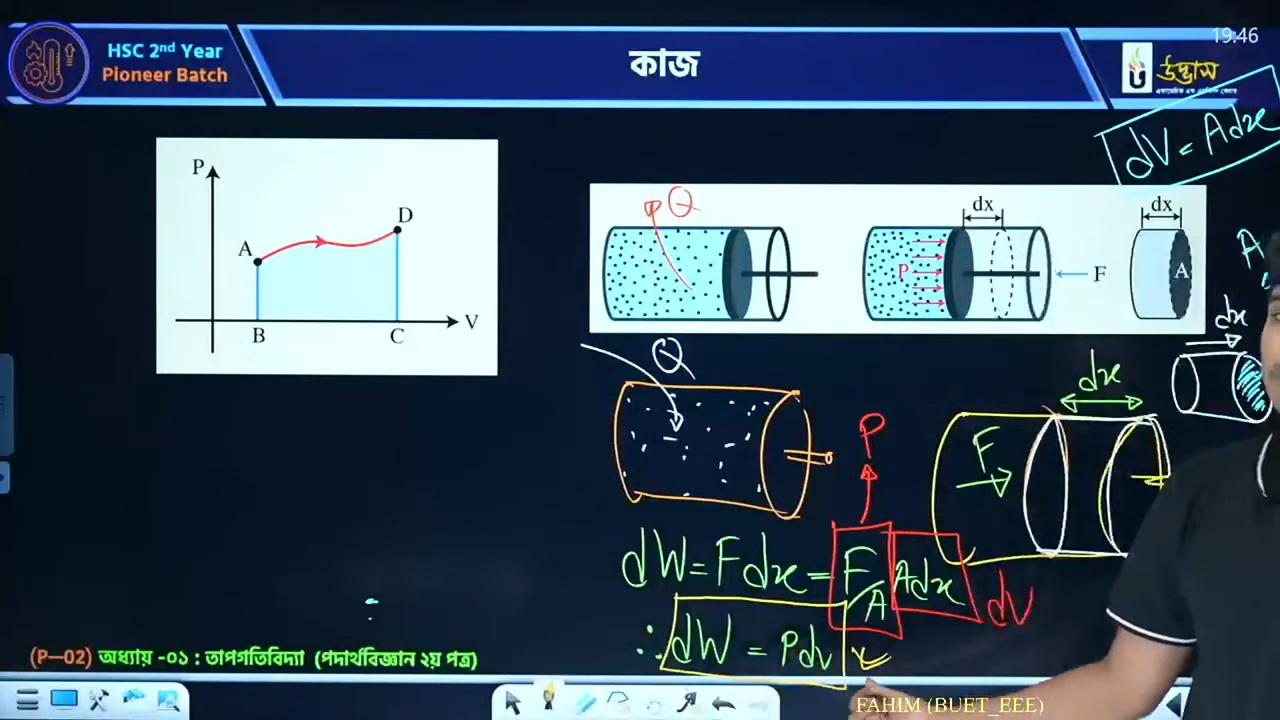 HSC 2nd Year
Pioneer Batch
কাজ
19:46
উদ্ভাস
dV = Adx
P
A
D
B
C
V
Q
P
dx
F
dx
A
A
dx
Q
P
F
dx
dW = Fdx = F/A Adx
dV
∴ dW = Pdv
(P–02) অধ্যায় -০১ : তাপগতিবিদ্যা (পদার্থবিজ্ঞান ২য় পত্র)
FAHIM (BUET_EEE)